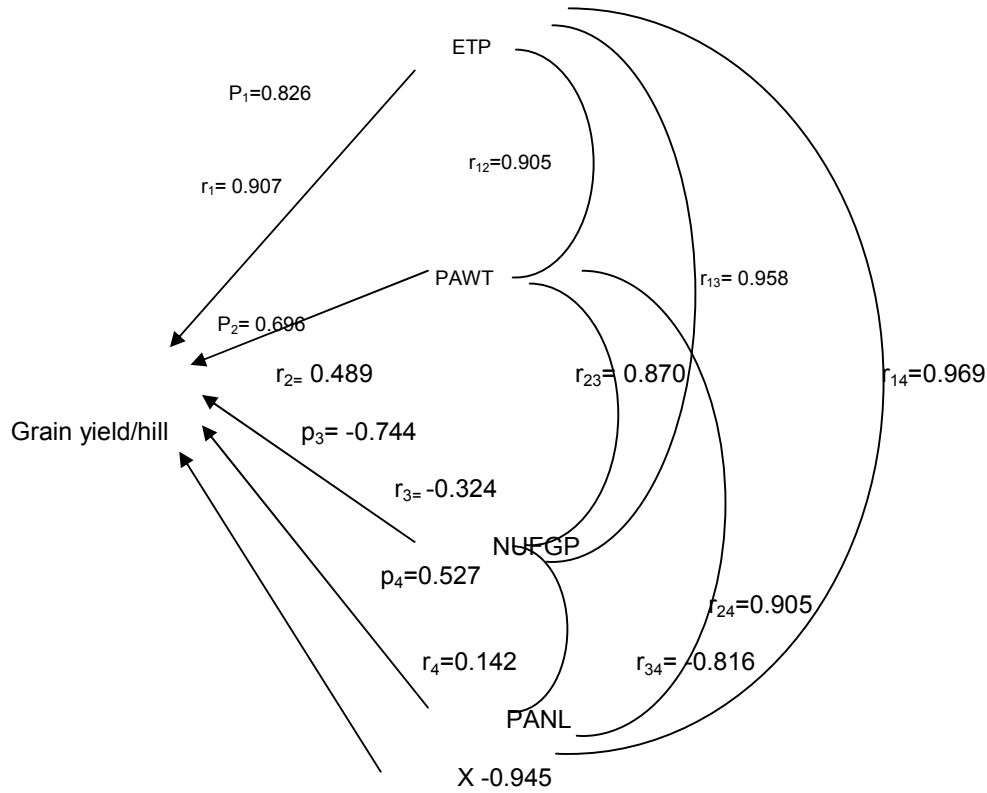 ETP
P₁=0.826
r₁₂=0.905
r₁= 0.907
PAWT
r₁₃= 0.958
P₂= 0.696
r₂₌ 0.489
r₂₃= 0.870
r₁₄=0.969
Grain yield/hill
p₃= -0.744
r₃₌ -0.324
NUFGP
p₄=0.527
r₂₄=0.905
r₄=0.142
r₃₄= -0.816
PANL
X -0.945